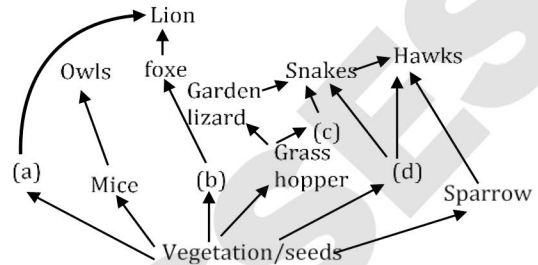 Lion
Owls
foxe
Snakes
Hawks
Garden
lizard
(c)
(a)
Mice
(b)
Grass
hopper
(d)
Sparrow
Vegetation/seeds